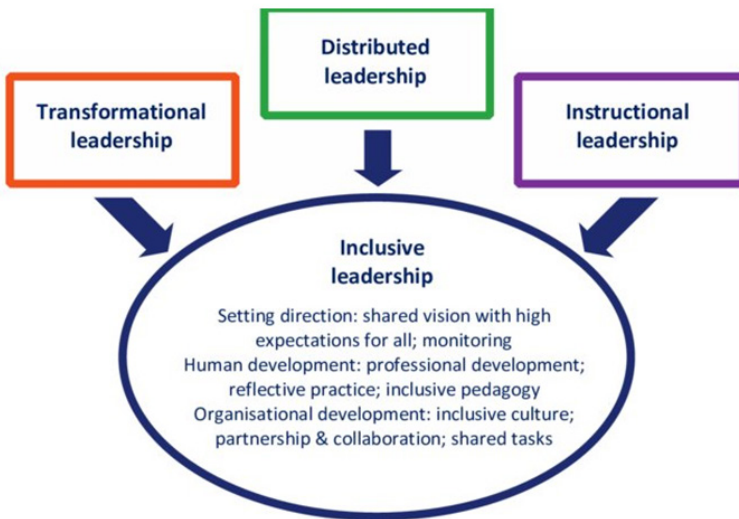 Distributed
leadership
Transformational
leadership
Instructional
leadership
Inclusive
leadership
Setting direction: shared vision with high
expectations for all; monitoring
Human development: professional development;
reflective practice; inclusive pedagogy
Organisational development: inclusive culture;
partnership & collaboration; shared tasks